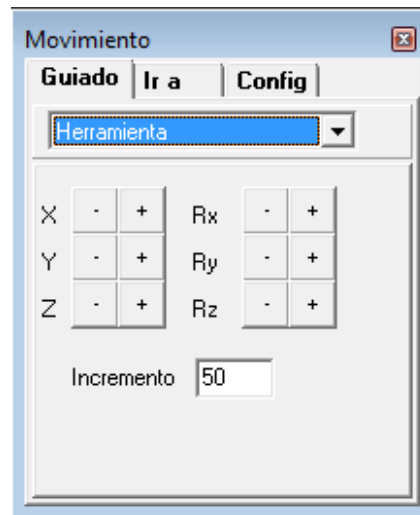 Movimiento
Guiado Ir a Config
Herramienta
X - + Rx - +
Y - + Ry - +
Z - + Rz - +
Incremento 50